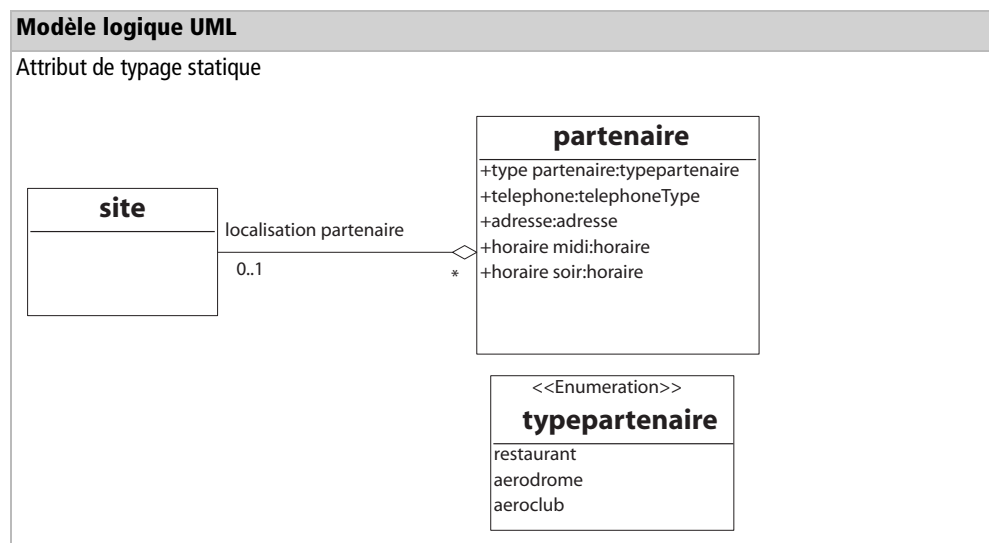 Modèle logique UML
Attribut de typage statique
partenaire
+type partenaire:typepartenaire
+telephone:telephoneType
+adresse:adresse
+horaire midi:horaire
+horaire soir:horaire
site
localisation partenaire
0..1
*
<<Enumeration>>
typepartenaire
restaurant
aerodrome
aeroclub